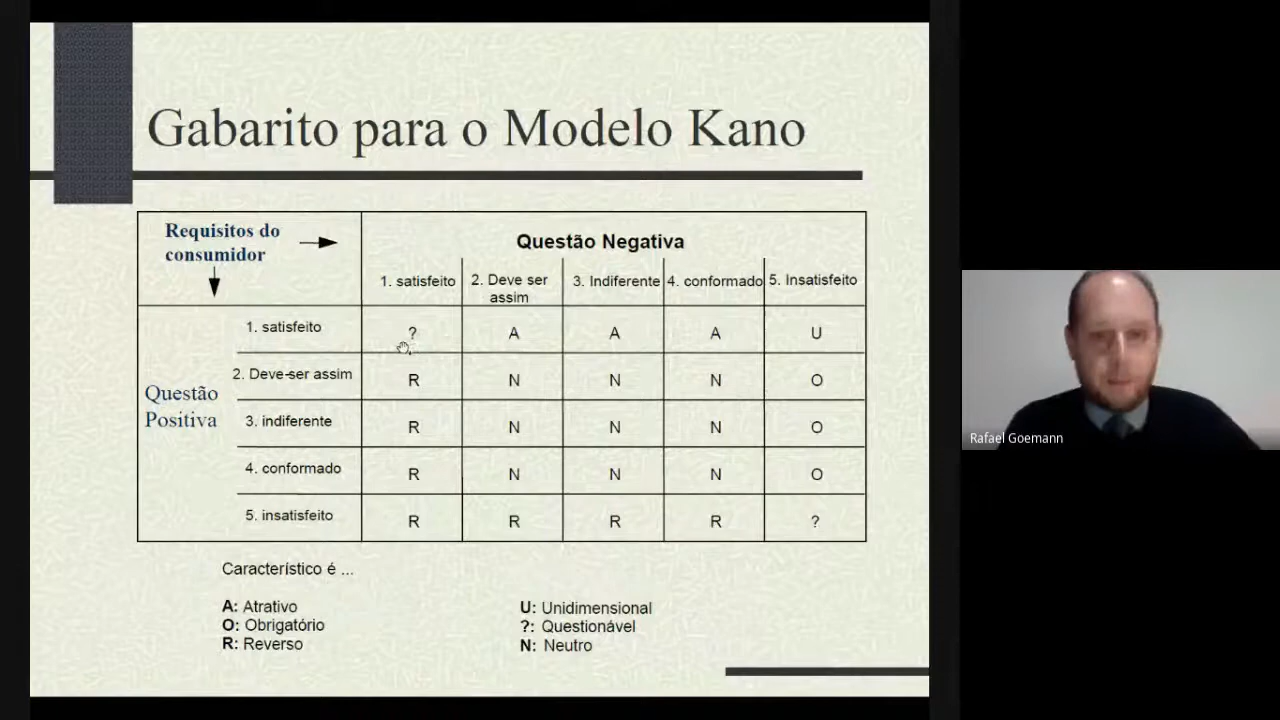 Gabarito para o Modelo Kano
Requisitos do
consumidor
Questão Negativa
1. satisfeito
2. Deve ser
assim
3. Indiferente
4. conformado
5. Insatisfeito
Questão
Positiva
1. satisfeito ? A A A U
2. Deve-ser assim R N N N O
3. indiferente R N N N O
4. conformado R N N N O
5. insatisfeito R R R R ?
Característico é ...
A: Atrativo
O: Obrigatório
R: Reverso
U: Unidimensional
?: Questionável
N: Neutro
Rafael Goemann